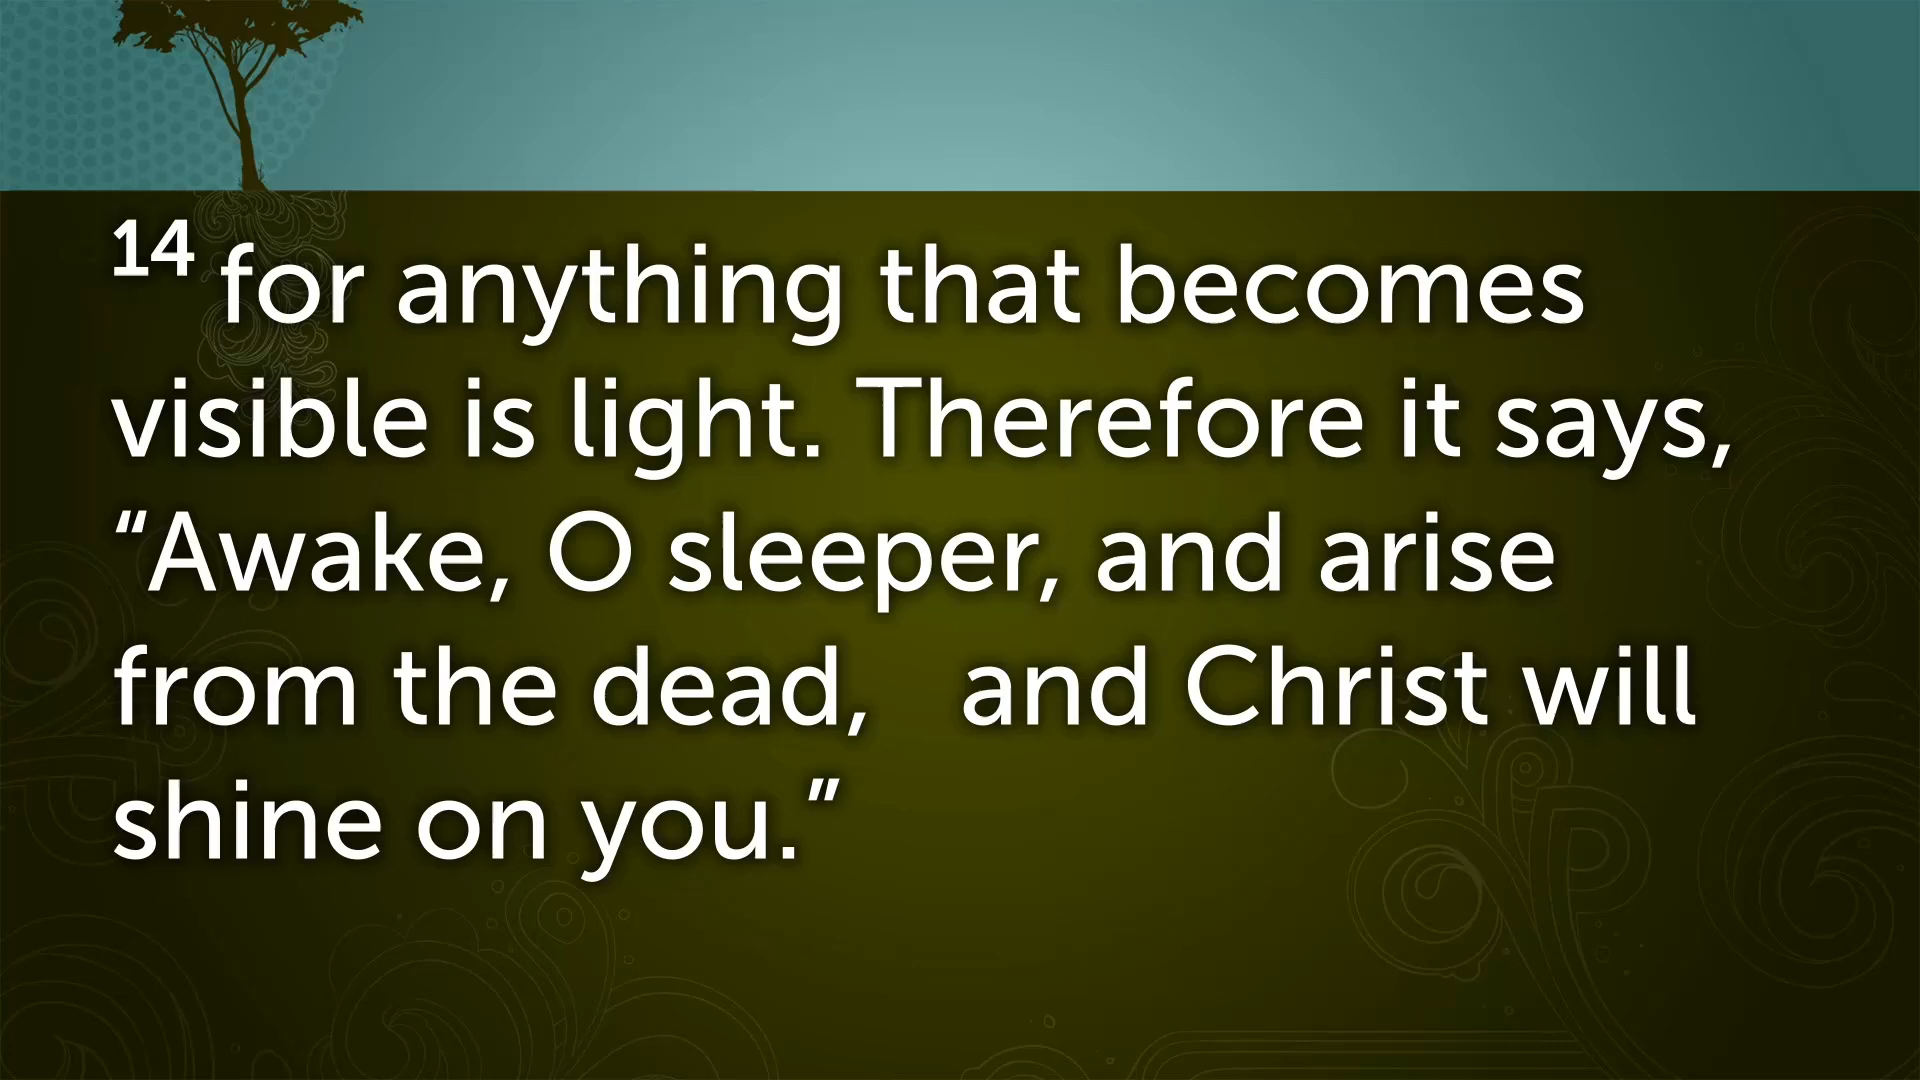 14 for anything that becomes
visible is light. Therefore it says,
“Awake, O sleeper, and arise
from the dead,   and Christ will
shine on you.”